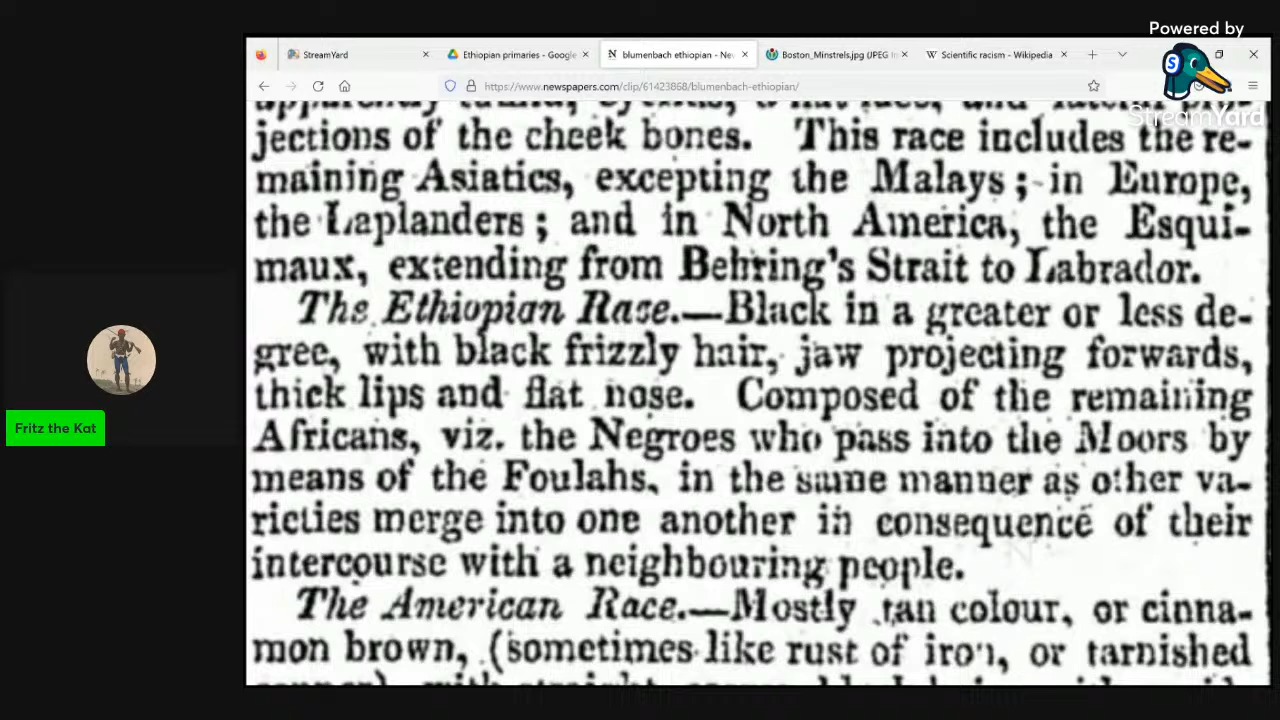 Powered by
StreamYard
StreamYard
Ethiopian primaries - Google
blumenbach ethiopian - Ne
Boston_Minstrels.jpg (JPEG Im
Scientific racism - Wikipedia
https://www.newspapers.com/clip/61423868/blumenbach-ethiopian/
jections of the cheek bones. This race includes the re-
maining Asiatics, excepting the Malays; in Europe,
the Laplanders; and in North America, the Esqui-
maux, extending from Behring's Strait to Labrador.
The Ethiopian Race.—Black in a greater or less de-
gree, with black frizzly hair, jaw projecting forwards,
thick lips and flat nose. Composed of the remaining
Africans, viz. the Negroes who pass into the Moors by
means of the Foulahs, in the same manner as other va-
rieties merge into one another in consequence of their
intercourse with a neighbouring people.
The American Race.—Mostly tan colour, or cinna-
mon brown, (sometimes like rust of iron, or tarnished
Fritz the Kat